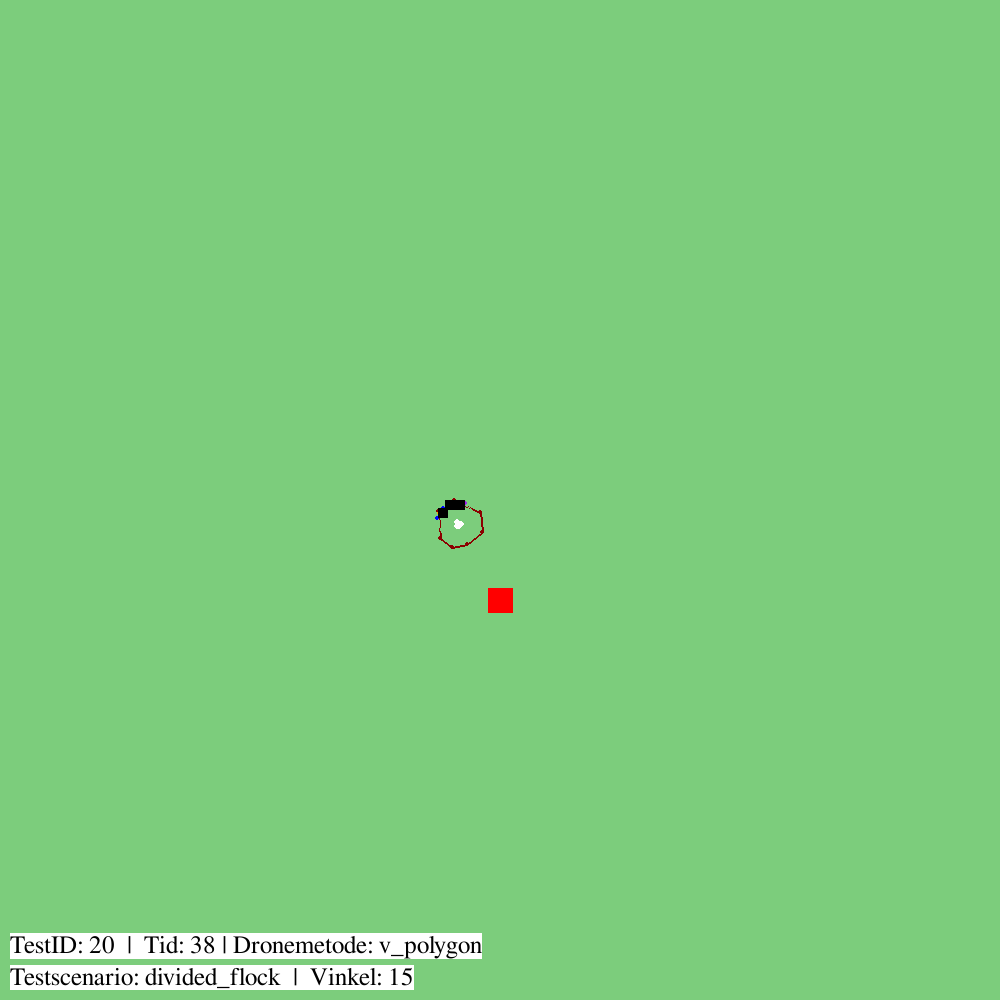 TestID: 20 | Tid: 38 | Dronemetode: v_polygon
Testscenario: divided_flock | Vinkel: 15